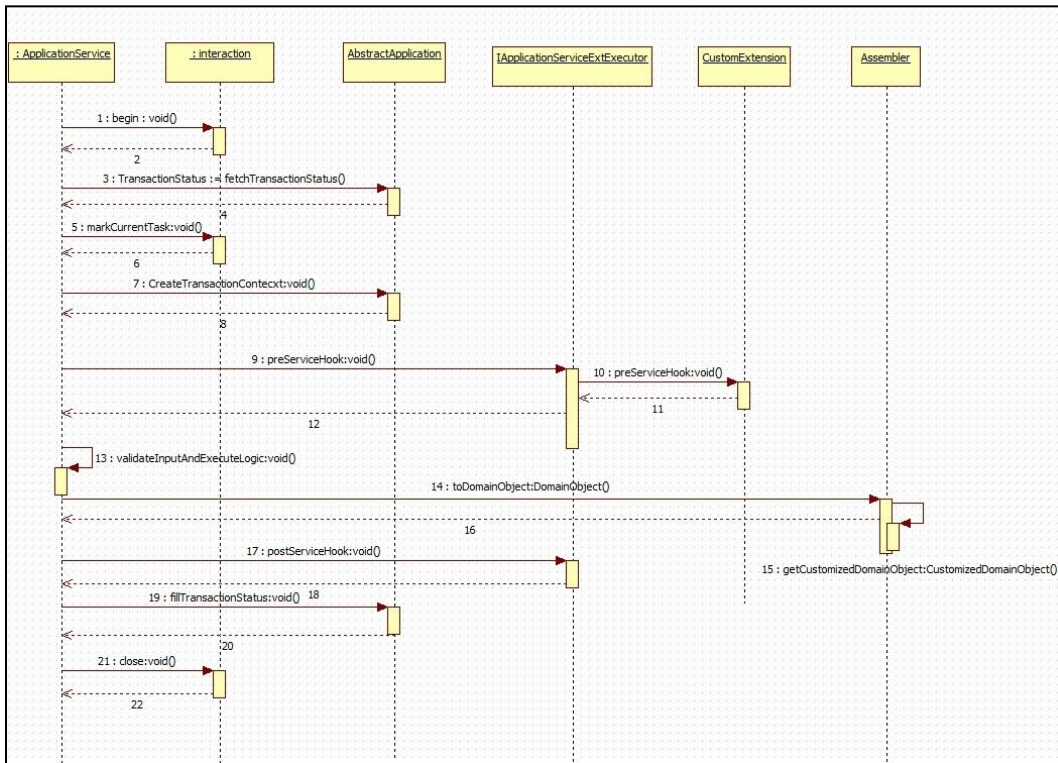 : ApplicationService
: interaction
AbstractApplication
IApplicationServiceExtExecutor
CustomExtension
Assembler
1 : begin : void()
2
3 : TransactionStatus := fetchTransactionStatus()
4
5 : markCurrentTask:void()
6
7 : CreateTransactionContecxt:void()
8
9 : preServiceHook:void()
10 : preServiceHook:void()
11
12
13 : validateInputAndExecuteLogic:void()
14 : toDomainObject:DomainObject()
16
17 : postServiceHook:void()
15 : getCustomizedDomainObject:CustomizedDomainObject()
18
19 : fillTransactionStatus:void()
20
21 : close:void()
22